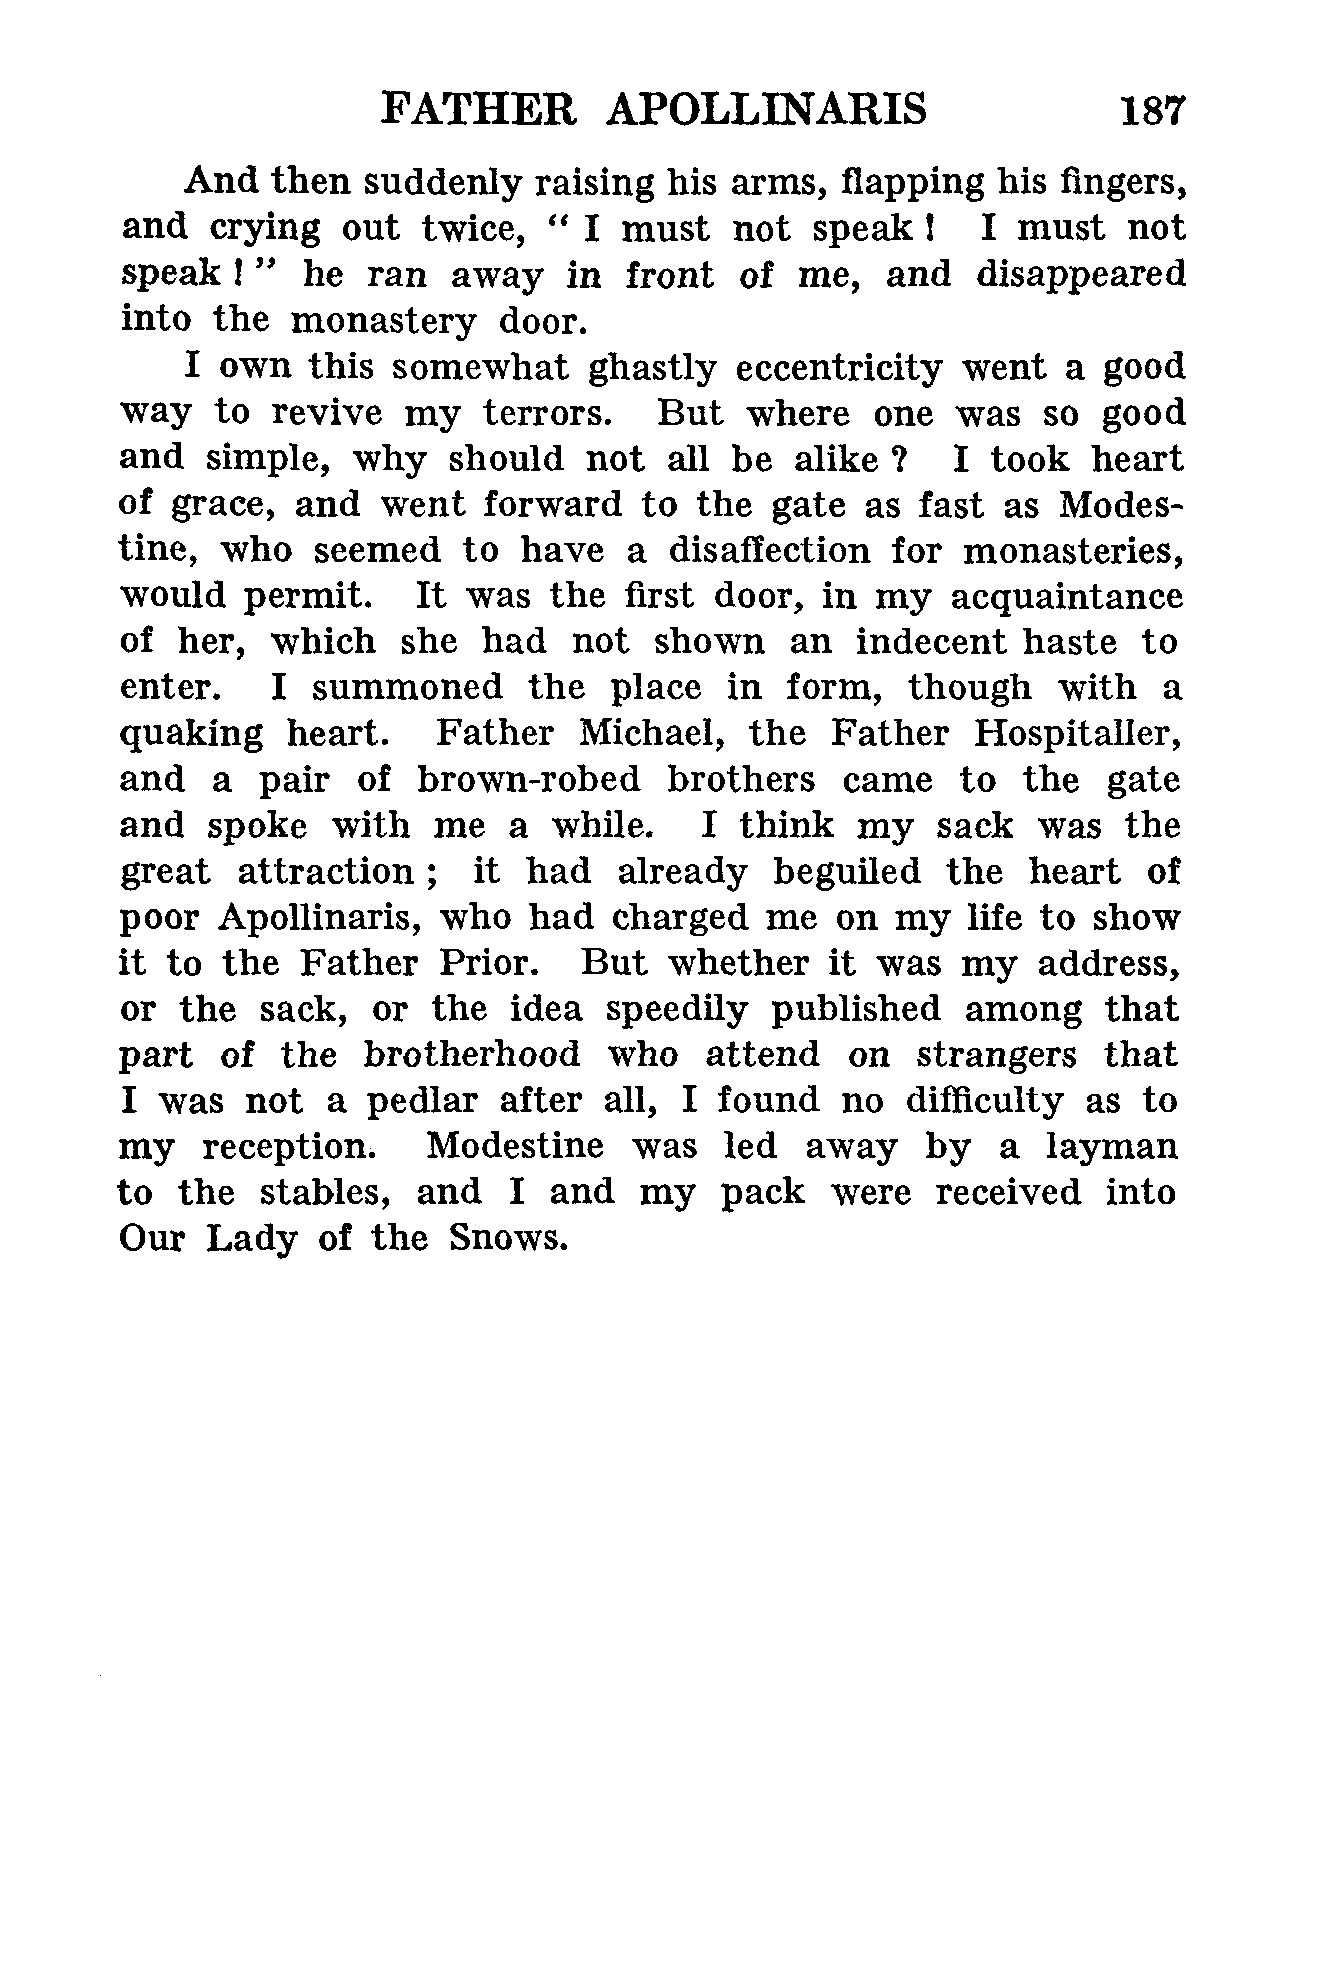 FATHER APOLLINARIS 187
And then suddenly raising his arms, flapping his fingers,
and crying out twice, “ I must not speak ! I must not
speak ! ” he ran away in front of me, and disappeared
into the monastery door.
I own this somewhat ghastly eccentricity went a good
way to revive my terrors. But where one was so good
and simple, why should not all be alike ? I took heart
of grace, and went forward to the gate as fast as Modes-
tine, who seemed to have a disaffection for monasteries,
would permit. It was the first door, in my acquaintance
of her, which she had not shown an indecent haste to
enter. I summoned the place in form, though with a
quaking heart. Father Michael, the Father Hospitaller,
and a pair of brown-robed brothers came to the gate
and spoke with me a while. I think my sack was the
great attraction ; it had already beguiled the heart of
poor Apollinaris, who had charged me on my life to show
it to the Father Prior. But whether it was my address,
or the sack, or the idea speedily published among that
part of the brotherhood who attend on strangers that
I was not a pedlar after all, I found no difficulty as to
my reception. Modestine was led away by a layman
to the stables, and I and my pack were received into
Our Lady of the Snows.